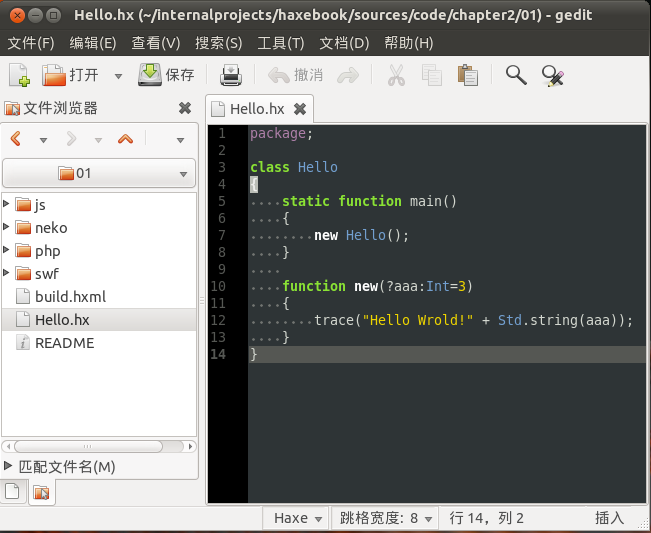 Hello.hx (~/internalprojects/haxebook/sources/code/chapter2/01) - gedit
文件(F) 编辑(E) 查看(V) 搜索(S) 工具(T) 文档(D) 帮助(H)
打开 保存 撤消
文件浏览器
01
js
neko
php
swf
build.hxml
Hello.hx
README
匹配文件名(M)
Hello.hx
1 package;
2
3 class Hello
4 {
5 ....static function main()
6 ....{
7 ........new Hello();
8 ....}
9 ....
10 ....function new(?aaa:Int=3)
11 ....{
12 ........trace("Hello Wrold!" + Std.string(aaa));
13 ....}
14 }
Haxe 跳格宽度: 8 行 14，列 2 插入